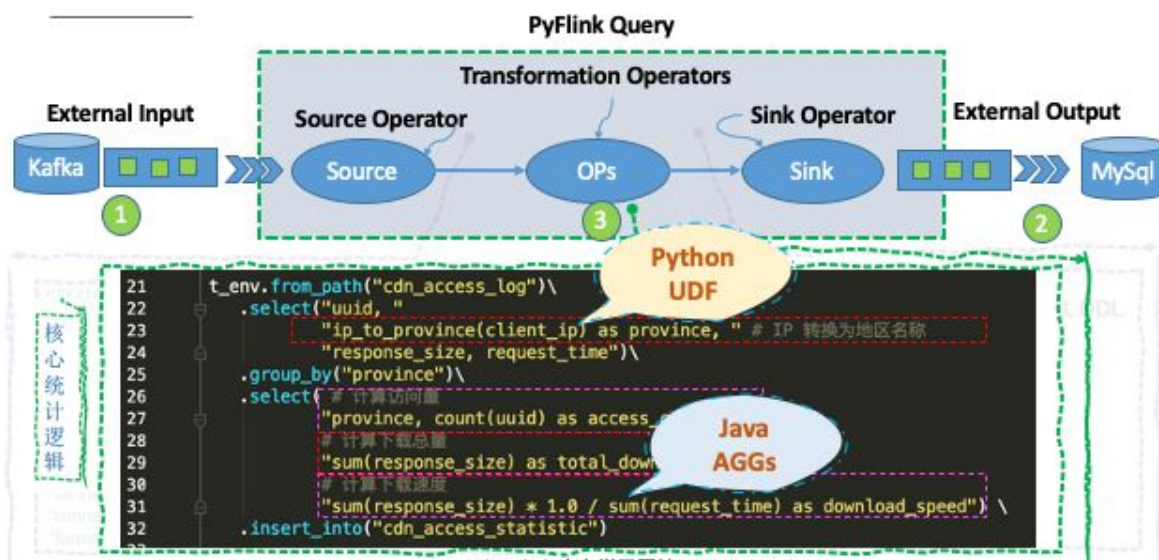 PyFlink Query
Transformation Operators
External Input
Source Operator
Sink Operator
External Output
Kafka
Source
OPs
Sink
MySql
1
3
2
Python
UDF
核心统计逻辑
21 t_env.from_path("cdn_access_log")\
22 .select("uuid, "
23 "ip_to_province(client_ip) as province, " # IP 转换为地区名称
24 "response_size, request_time")\
25 .group_by("province")\
26 .select( # 计算访问量
27 "province, count(uuid) as access_
28 # 计算下载总量
29 "sum(response_size) as total_dow
30 # 计算下载速度
31 "sum(response_size) * 1.0 / sum(request_time) as download_speed") \
32 .insert_into("cdn_access_statistic")
Java
AGGs
DDL